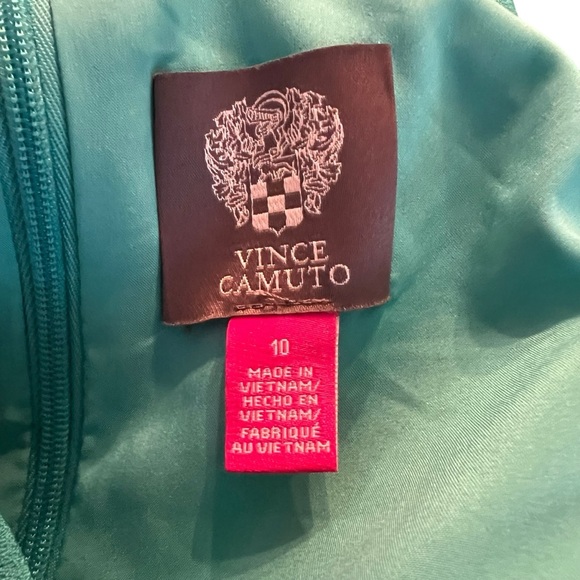 VINCE
CAMUTO
10
MADE IN
VIETNAM/
HECHO EN
VIETNAM/
FABRIQUÉ
AU VIETNAM